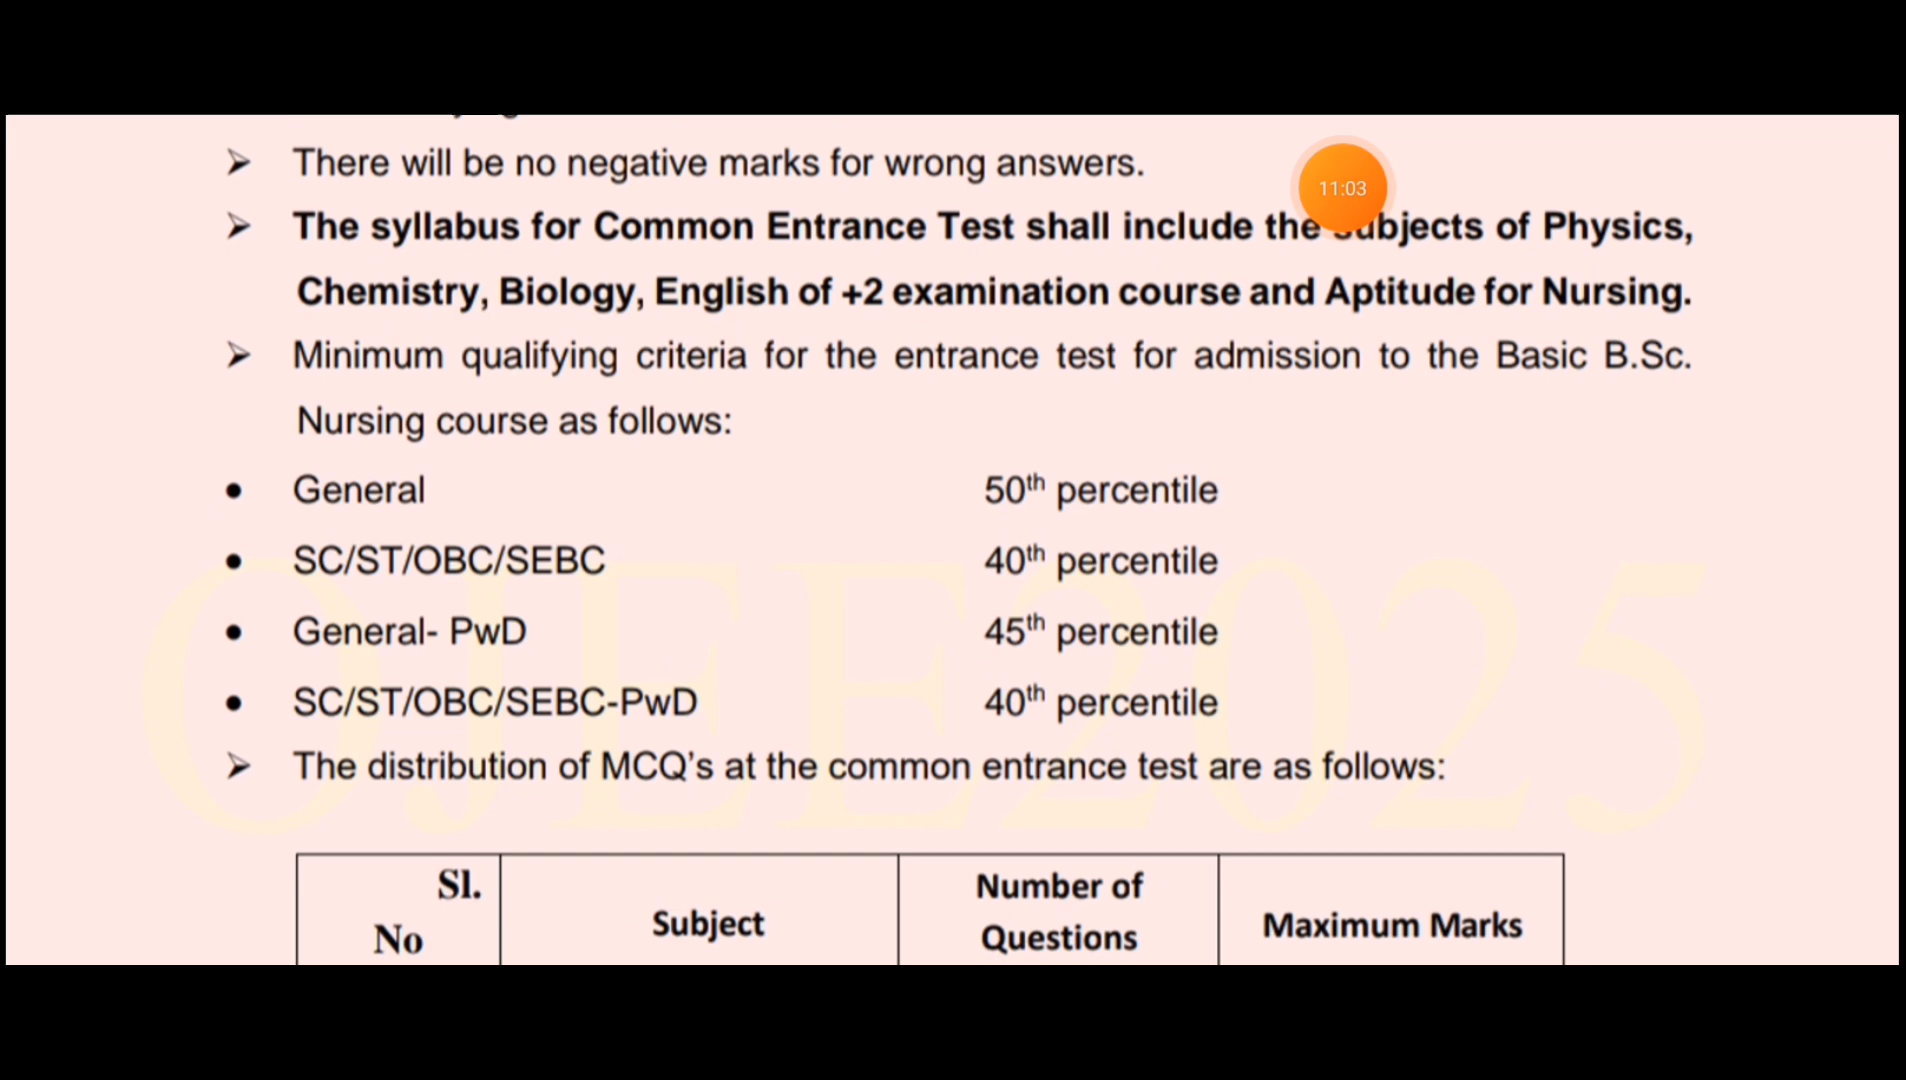 There will be no negative marks for wrong answers.
11:03
The syllabus for Common Entrance Test shall include the subjects of Physics,
Chemistry, Biology, English of +2 examination course and Aptitude for Nursing.
Minimum qualifying criteria for the entrance test for admission to the Basic B.Sc.
Nursing course as follows:
General 50th percentile
SC/ST/OBC/SEBC 40th percentile
General- PwD 45th percentile
SC/ST/OBC/SEBC-PwD 40th percentile
OJEE2025
The distribution of MCQ’s at the common entrance test are as follows:
Sl. No Subject Number of Questions Maximum Marks